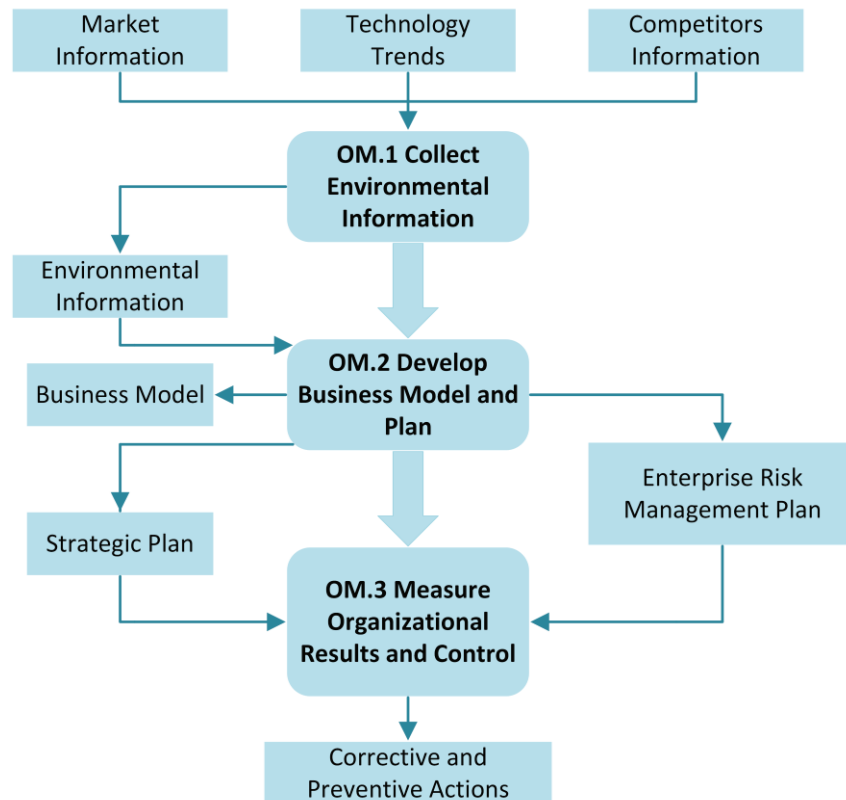 Market
Information
Technology
Trends
Competitors
Information
OM.1 Collect
Environmental
Information
Environmental
Information
OM.2 Develop
Business Model and
Plan
Business Model
Enterprise Risk
Management Plan
Strategic Plan
OM.3 Measure
Organizational
Results and Control
Corrective and
Preventive Actions